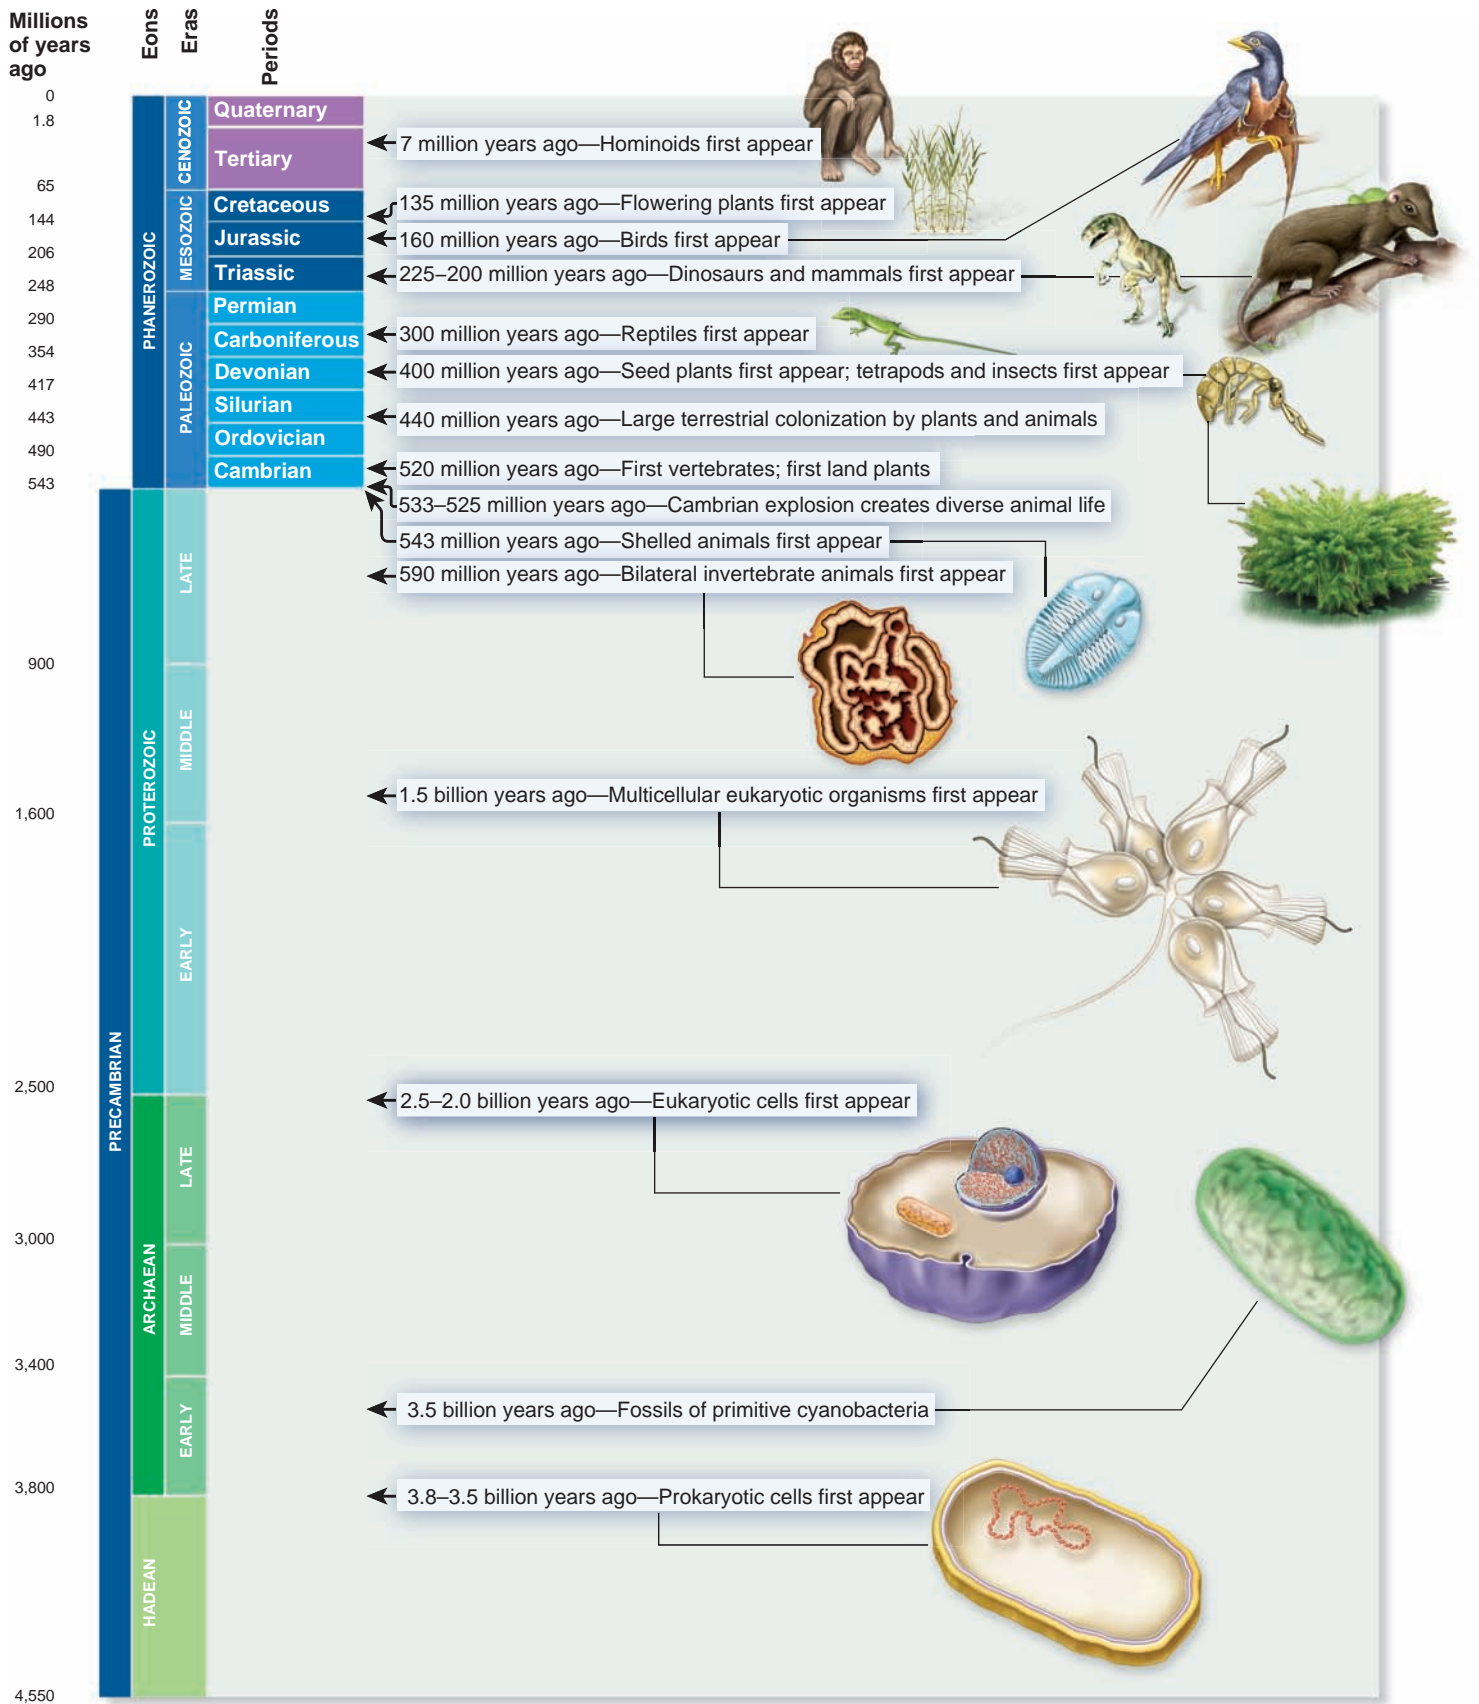 Millions
of years
ago
Eons
Eras
Periods
0
1.8
65
144
206
248
290
354
417
443
490
543
900
1,600
2,500
3,000
3,400
3,800
4,550
PRECAMBRIAN
PHANEROZOIC
PROTEROZOIC
ARCHAEAN
HADEAN
CENOZOIC
MESOZOIC
PALEOZOIC
LATE
MIDDLE
EARLY
LATE
MIDDLE
EARLY
Quaternary
Tertiary
Cretaceous
Jurassic
Triassic
Permian
Carboniferous
Devonian
Silurian
Ordovician
Cambrian
7 million years ago—Hominoids first appear
135 million years ago—Flowering plants first appear
160 million years ago—Birds first appear
225–200 million years ago—Dinosaurs and mammals first appear
300 million years ago—Reptiles first appear
400 million years ago—Seed plants first appear; tetrapods and insects first appear
440 million years ago—Large terrestrial colonization by plants and animals
520 million years ago—First vertebrates; first land plants
533–525 million years ago—Cambrian explosion creates diverse animal life
543 million years ago—Shelled animals first appear
590 million years ago—Bilateral invertebrate animals first appear
1.5 billion years ago—Multicellular eukaryotic organisms first appear
2.5–2.0 billion years ago—Eukaryotic cells first appear
3.5 billion years ago—Fossils of primitive cyanobacteria
3.8–3.5 billion years ago—Prokaryotic cells first appear